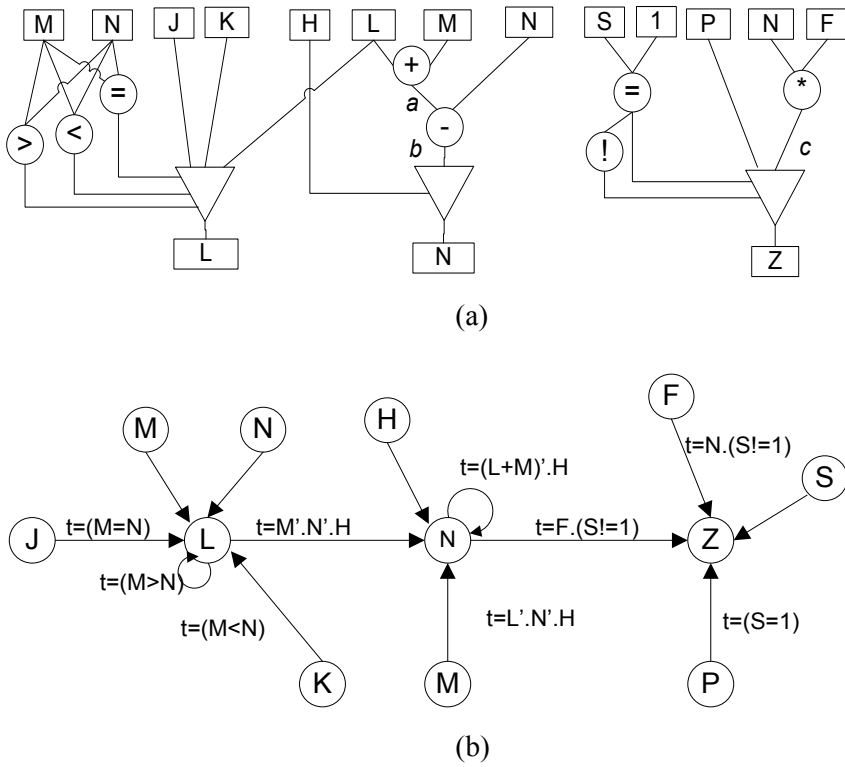 M N J K H L M N S 1 P N F
+
= = *
a
> < - !
b c
L N Z
(a)
F
M N H
t=N.(S!=1)
t=(L+M)’.H
S
t=(M=N) t=M’.N’.H t=F.(S!=1)
J L N Z
t=(M>N)
t=(M<N) t=L’.N’.H t=(S=1)
K M P
(b)